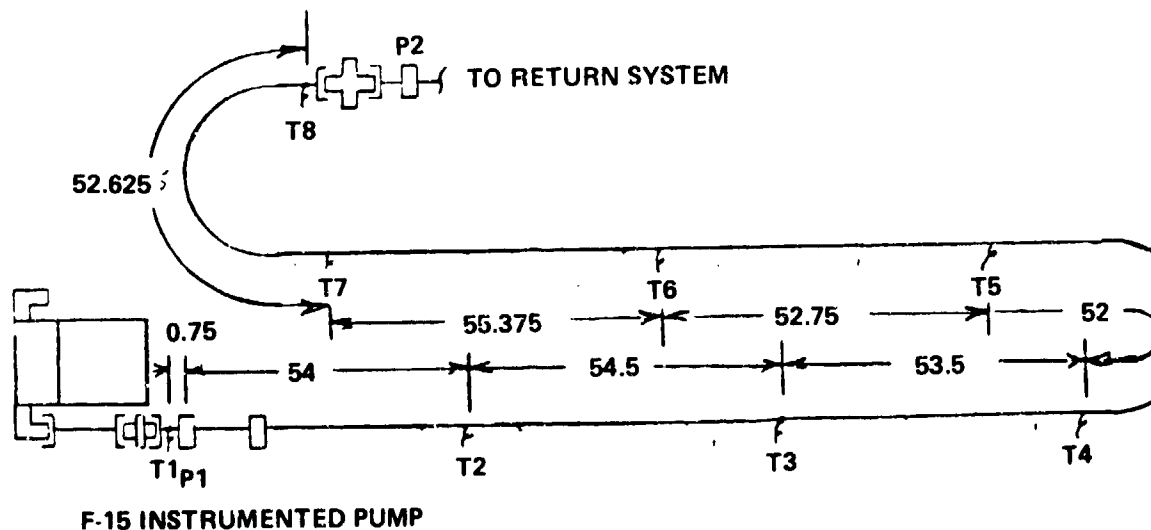 P2
TO RETURN SYSTEM
T8
52.625
T7
T6
T5
0.75
55.375
52.75
52
54
54.5
53.5
T1 P1
T2
T3
T4
F-15 INSTRUMENTED PUMP